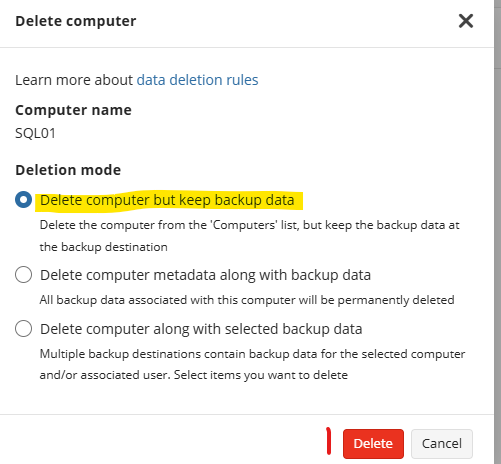 Delete computer
Learn more about data deletion rules
Computer name
SQL01
Deletion mode
Delete computer but keep backup data
Delete the computer from the 'Computers' list, but keep the backup data at
the backup destination
Delete computer metadata along with backup data
All backup data associated with this computer will be permanently deleted
Delete computer along with selected backup data
Multiple backup destinations contain backup data for the selected computer
and/or associated user. Select items you want to delete
Delete Cancel